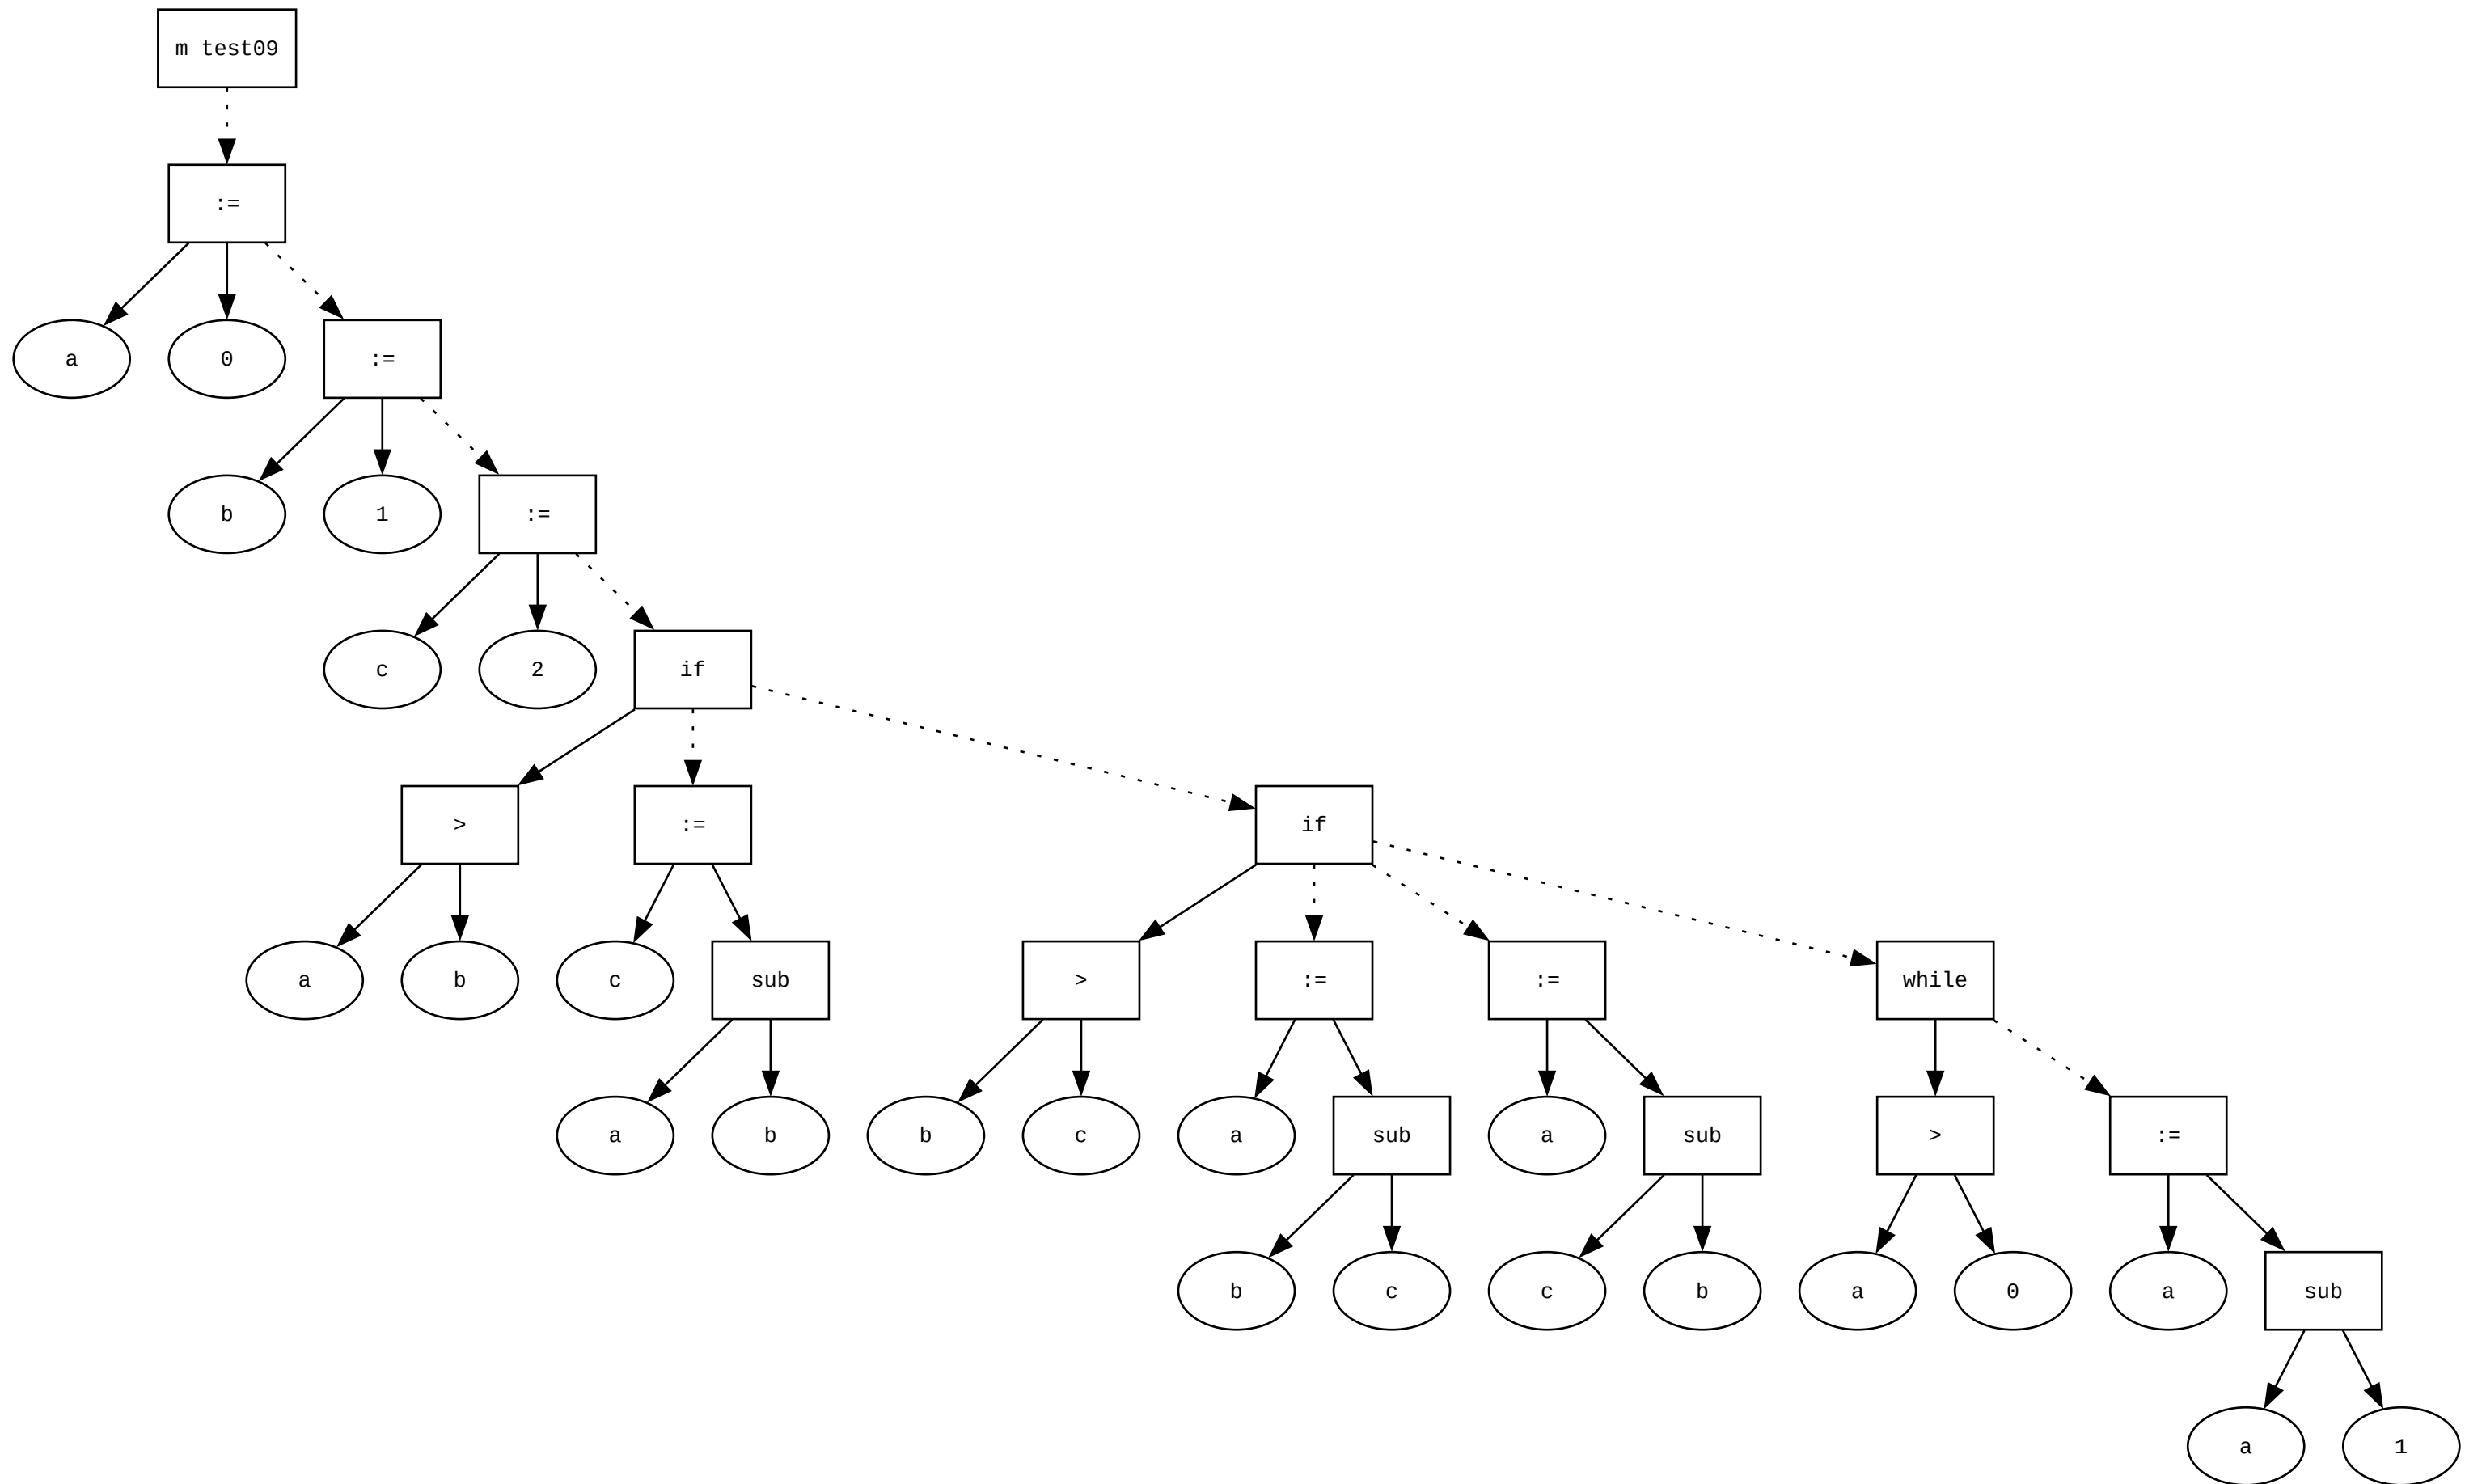 m test09
:=
a 0 :=
b 1 :=
c 2 if
> := if
a b c sub > := := while
a b b c a sub a sub > :=
b c c b a 0 a sub
a 1